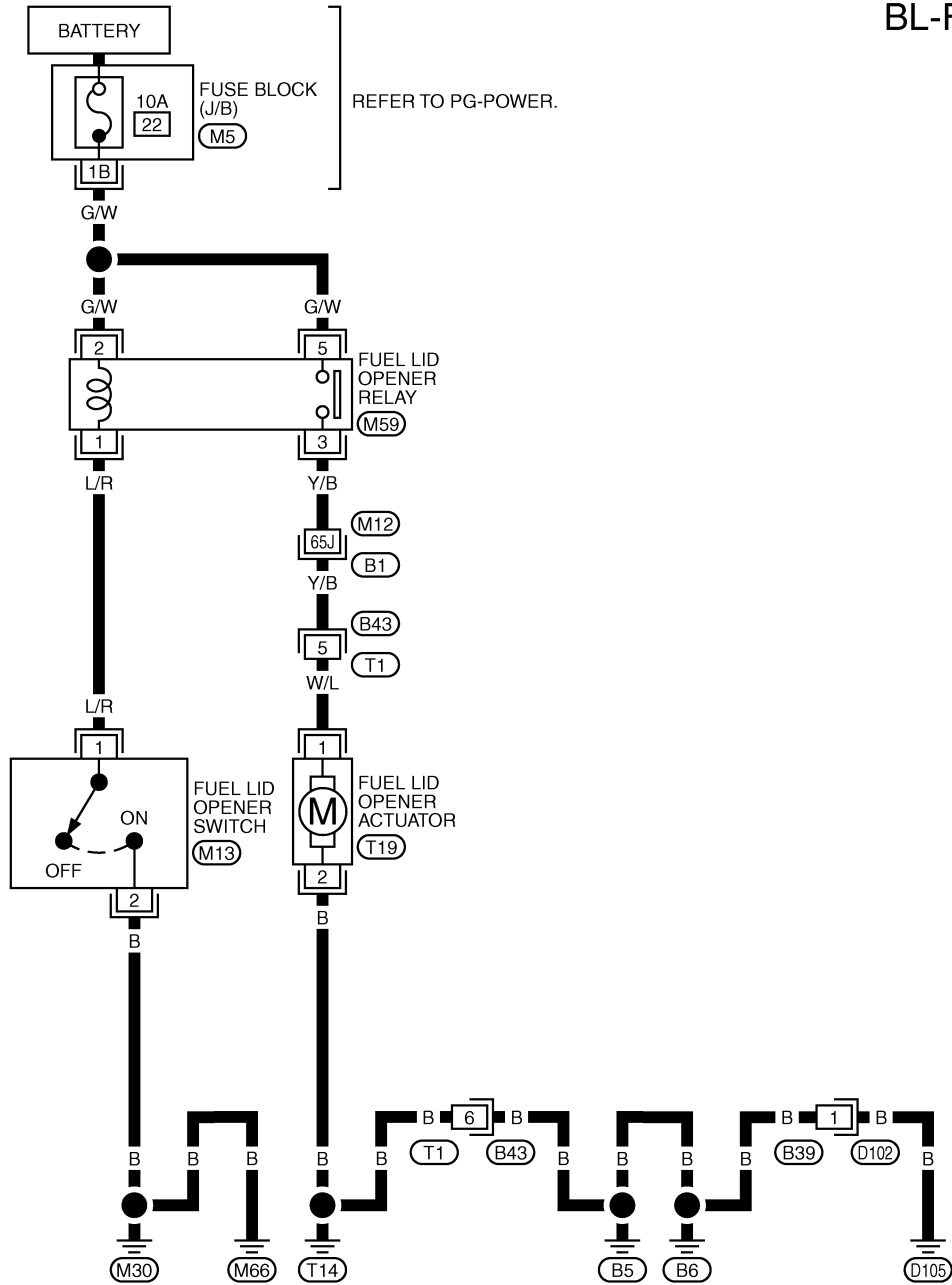 BL-F
BATTERY
10A
22
FUSE BLOCK
(J/B)
M5
REFER TO PG-POWER.
1B
G/W
G/W
G/W
2
5
FUEL LID
OPENER
RELAY
M59
1
3
L/R
Y/B
M12
65J
B1
Y/B
B43
5
T1
W/L
L/R
1
1
FUEL LID
OPENER
SWITCH
M13
ON
OFF
FUEL LID
OPENER
ACTUATOR
T19
M
2
2
B
B
B
6
B
B
1
B
T1
B43
B39
D102
B
B
B
B
B
B
B
B
B
B
M30
M66
T14
B5
B6
D105